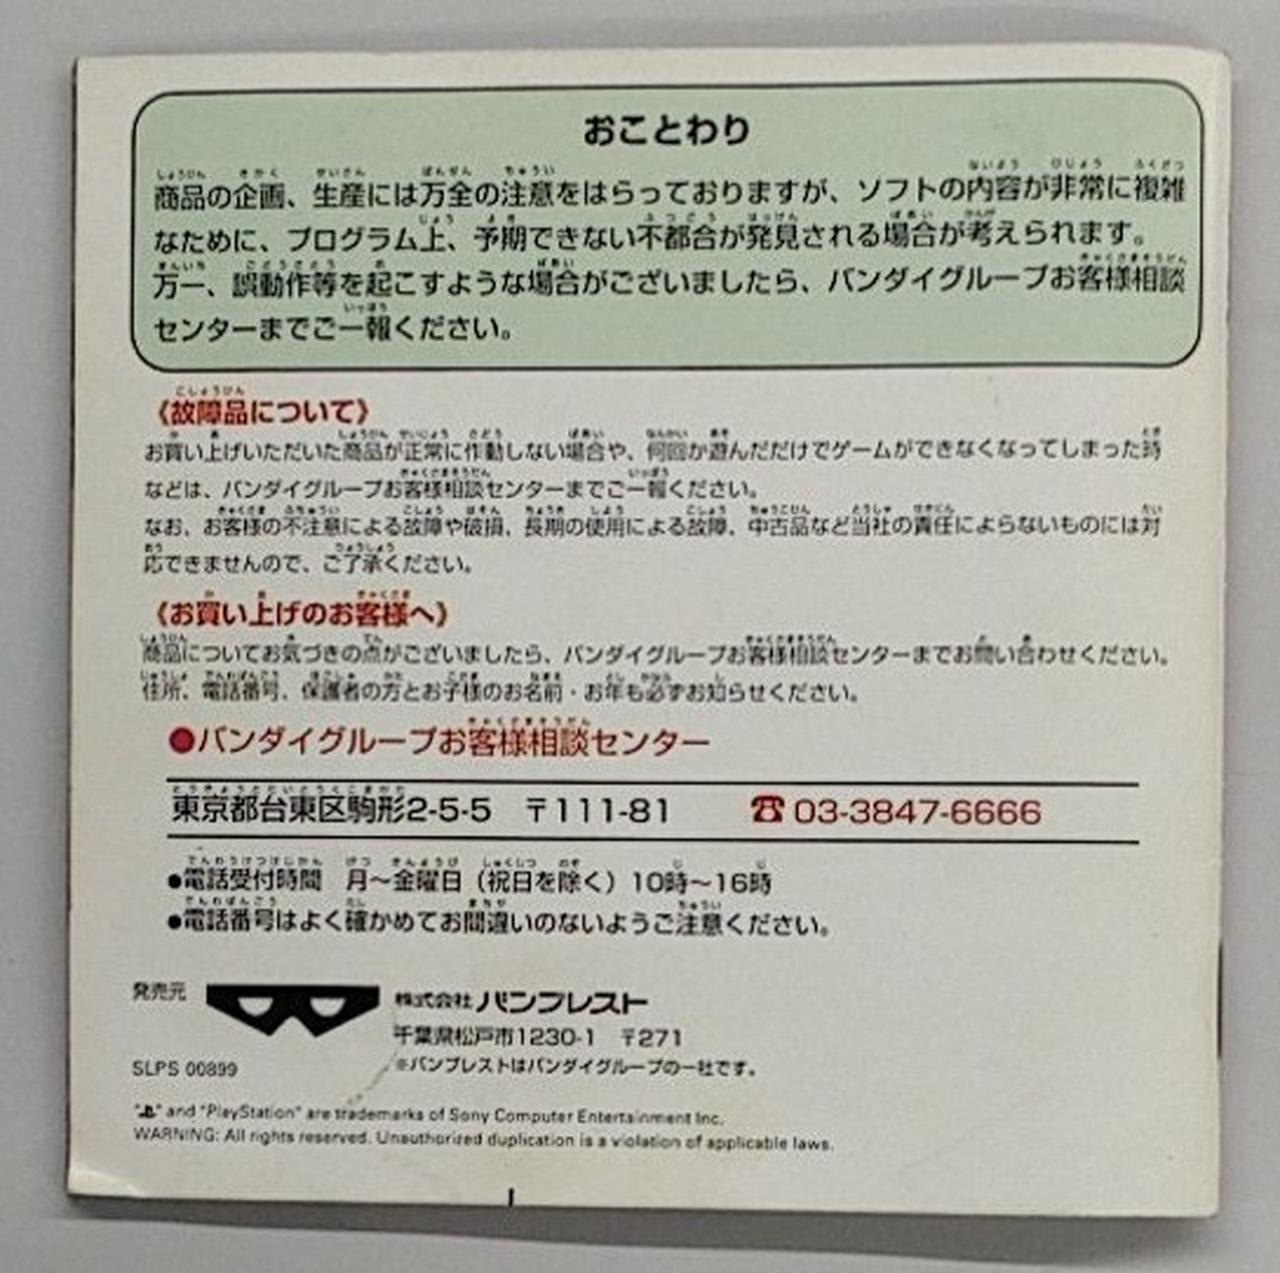 おことわり
商品の企画、生産には万全の注意をはらっておりますが、ソフトの内容が非常に複雑
なために、プログラム上、予期できない不都合が発見される場合が考えられます。
万一、誤動作等を起こすような場合がございましたら、バンダイグループお客様相談
センターまでご一報ください。
《故障品について》
お買い上げいただいた商品が正常に作動しない場合や、何回か遊んだだけでゲームができなくなってしまった時
などは、バンダイグループお客様相談センターまでご一報ください。
なお、お客様の不注意による故障や破損、長期の使用による故障、中古品など当社の責任によらないものには対
応できませんので、ご了承ください。
《お買い上げのお客様へ》
商品についてお気づきの点がございましたら、バンダイグループお客様相談センターまでお問い合わせください。
住所、電話番号、保護者の方とお子様のお名前・お年も必ずお知らせください。
●バンダイグループお客様相談センター
東京都台東区駒形2-5-5 〒111-81 ☎03-3847-6666
●電話受付時間 月〜金曜日（祝日を除く）10時〜16時
●電話番号はよく確かめてお間違いのないようご注意ください。
発売元 株式会社バンプレスト
千葉県松戸市1230-1 〒271
SLPS 00899 ※バンプレストはバンダイグループの一社です。
"PS" and "PlayStation" are trademarks of Sony Computer Entertainment Inc.
WARNING: All rights reserved. Unauthorized duplication is a violation of applicable laws.